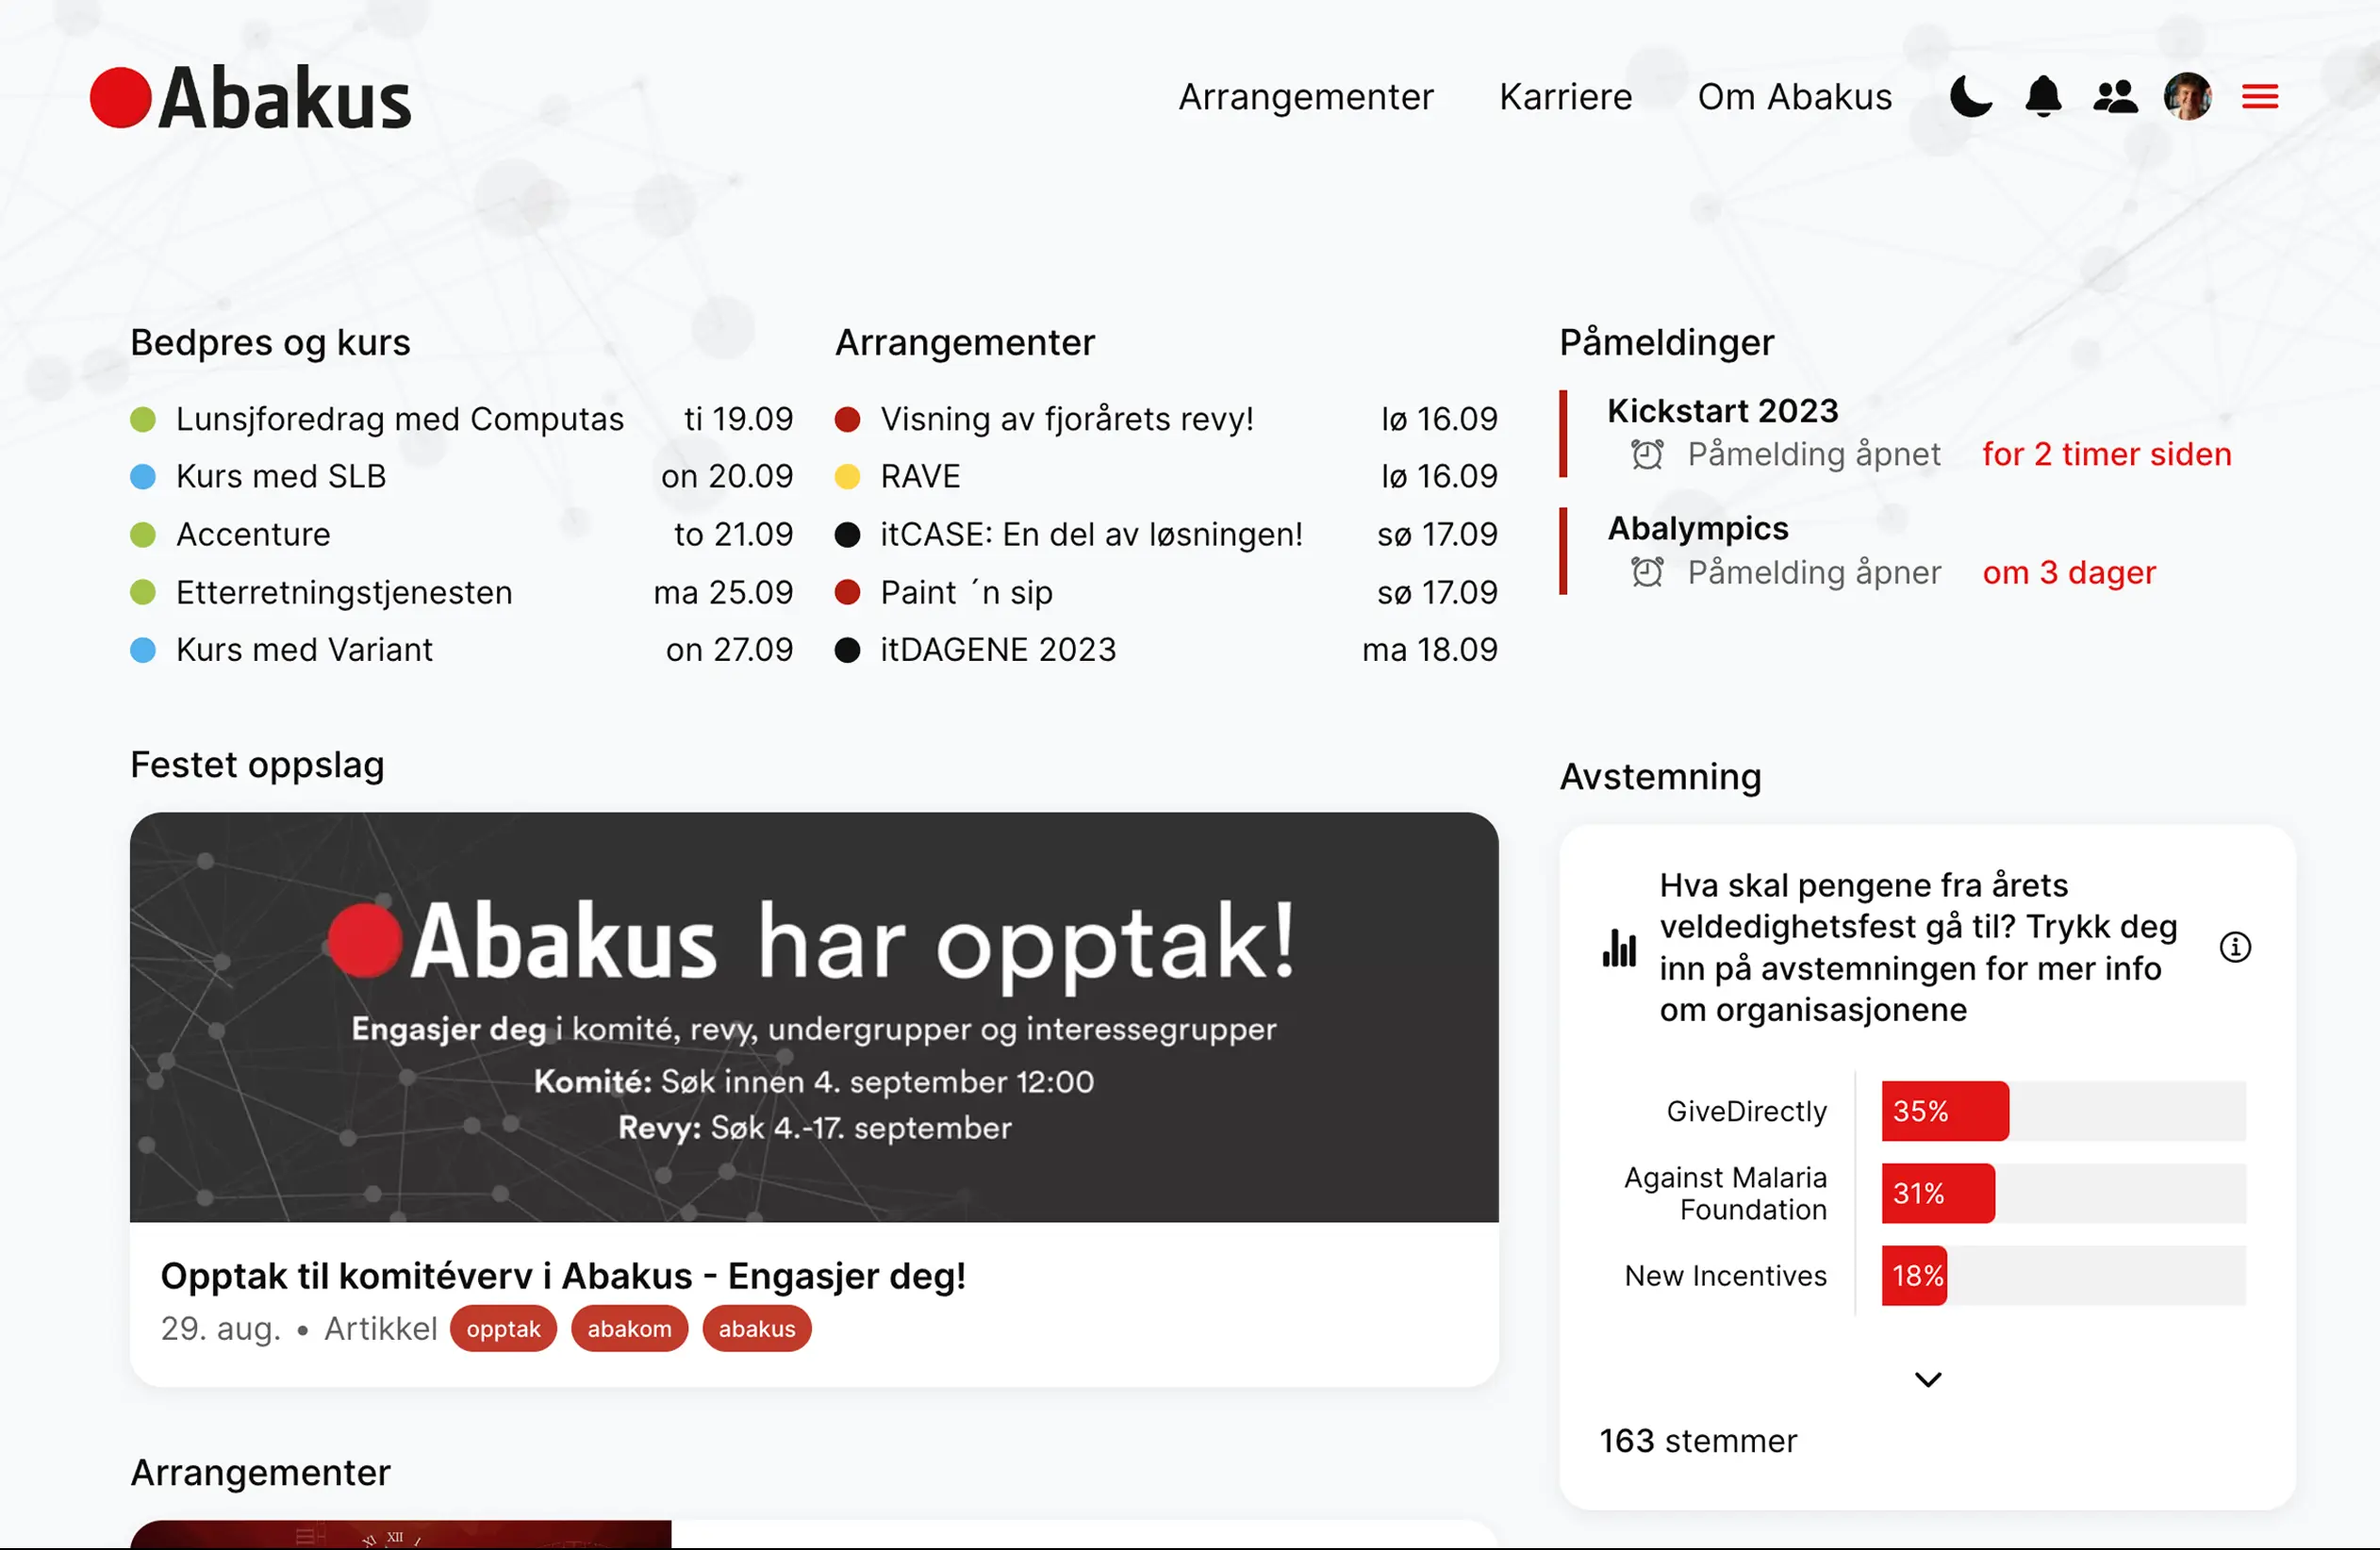 Abakus
Arrangementer
Karriere
Om Abakus
Bedpres og kurs
Lunsjforedrag med Computas ti 19.09
Kurs med SLB on 20.09
Accenture to 21.09
Etterretningstjenesten ma 25.09
Kurs med Variant on 27.09
Arrangementer
Visning av fjorårets revy! lø 16.09
RAVE lø 16.09
itCASE: En del av løsningen! sø 17.09
Paint ´n sip sø 17.09
itDAGENE 2023 ma 18.09
Påmeldinger
Kickstart 2023
Påmelding åpnet for 2 timer siden
Abalympics
Påmelding åpner om 3 dager
Festet oppslag
Abakus har opptak!
Engasjer deg i komité, revy, undergrupper og interessegrupper
Komité: Søk innen 4. september 12:00
Revy: Søk 4.-17. september
Opptak til komitéverv i Abakus - Engasjer deg!
29. aug. • Artikkel opptak abakom abakus
Avstemning
Hva skal pengene fra årets
veldedighetsfest gå til? Trykk deg
inn på avstemningen for mer info
om organisasjonene
GiveDirectly 35%
Against Malaria
Foundation 31%
New Incentives 18%
163 stemmer
Arrangementer
XI XII I